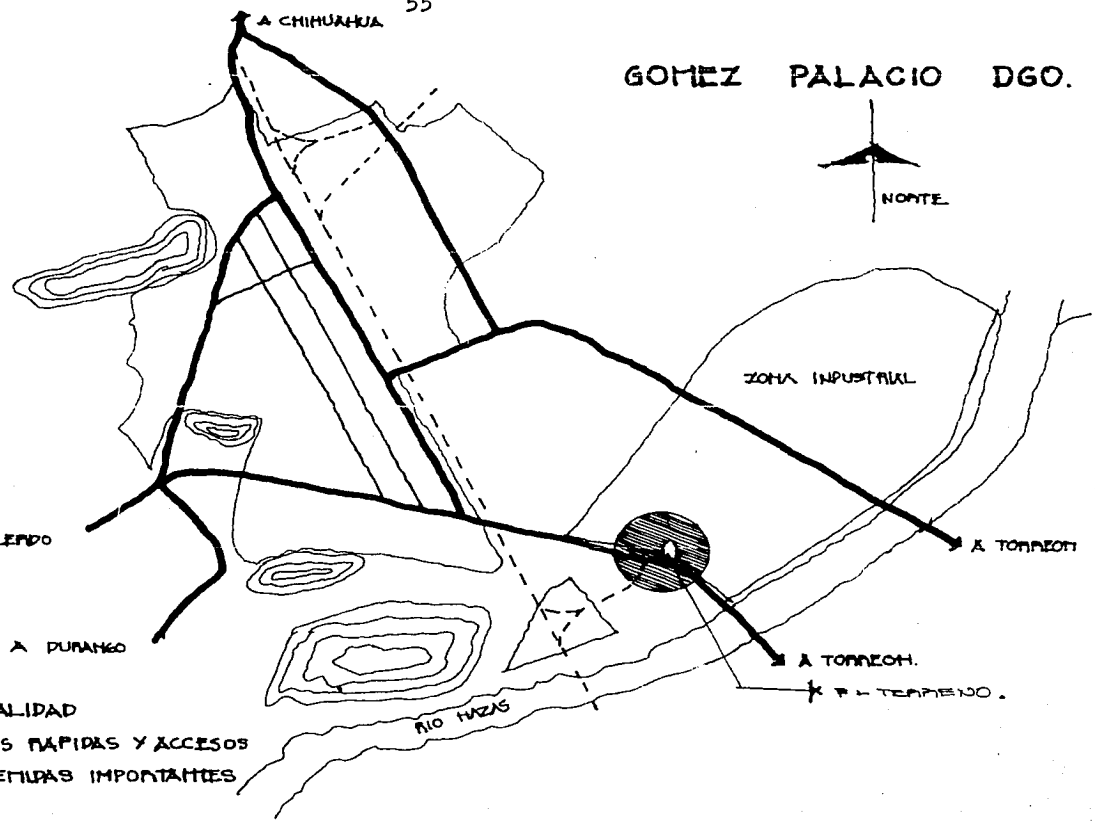 55
A CHIHUAHUA
GOMEZ PALACIO DGO.
NORTE
ZONA INDUSTRIAL
LERDO
A TORREON
A DURANGO
A TORREON.
EL TERRENO.
RIO NAZAS
ALIDAD
S RAPIDAS Y ACCESOS
ENIDAS IMPORTANTES